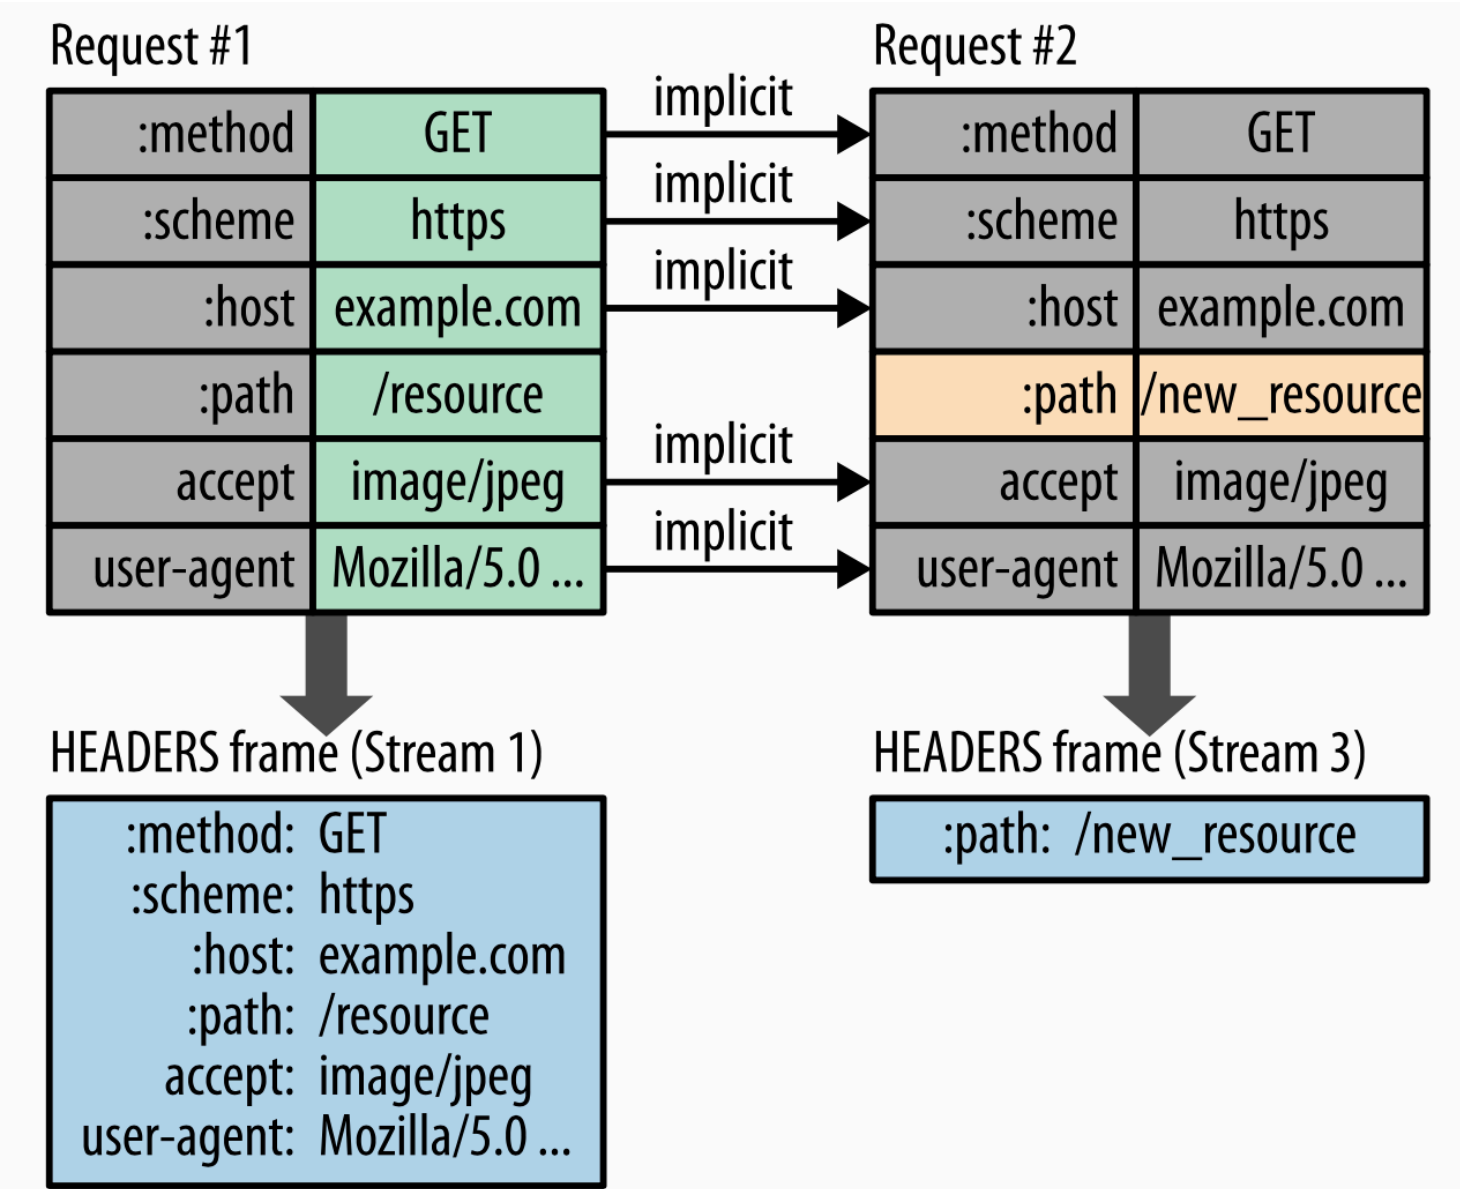 Request #1
:method GET
:scheme https
:host example.com
:path /resource
accept image/jpeg
user-agent Mozilla/5.0 ...
implicit
implicit
implicit
implicit
implicit
Request #2
:method GET
:scheme https
:host example.com
:path /new_resource
accept image/jpeg
user-agent Mozilla/5.0 ...
HEADERS frame (Stream 1)
:method: GET
:scheme: https
:host: example.com
:path: /resource
accept: image/jpeg
user-agent: Mozilla/5.0 ...
HEADERS frame (Stream 3)
:path: /new_resource